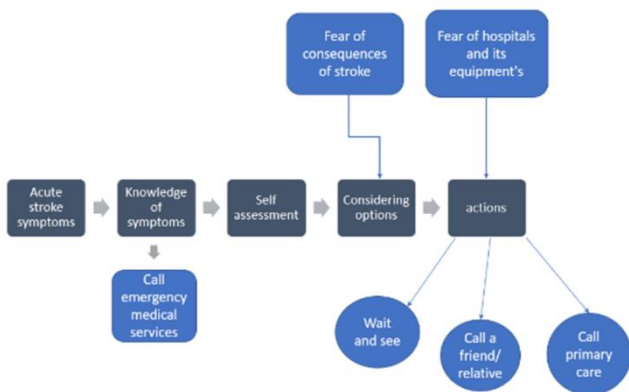 Fear of
consequences
of stroke
Fear of hospitals
and its
equipment's
Acute
stroke
symptoms
Knowledge
of
symptoms
Self
assessment
Considering
options
actions
Call
emergency
medical
services
Wait
and see
Call a
friend/
relative
Call
primary
care